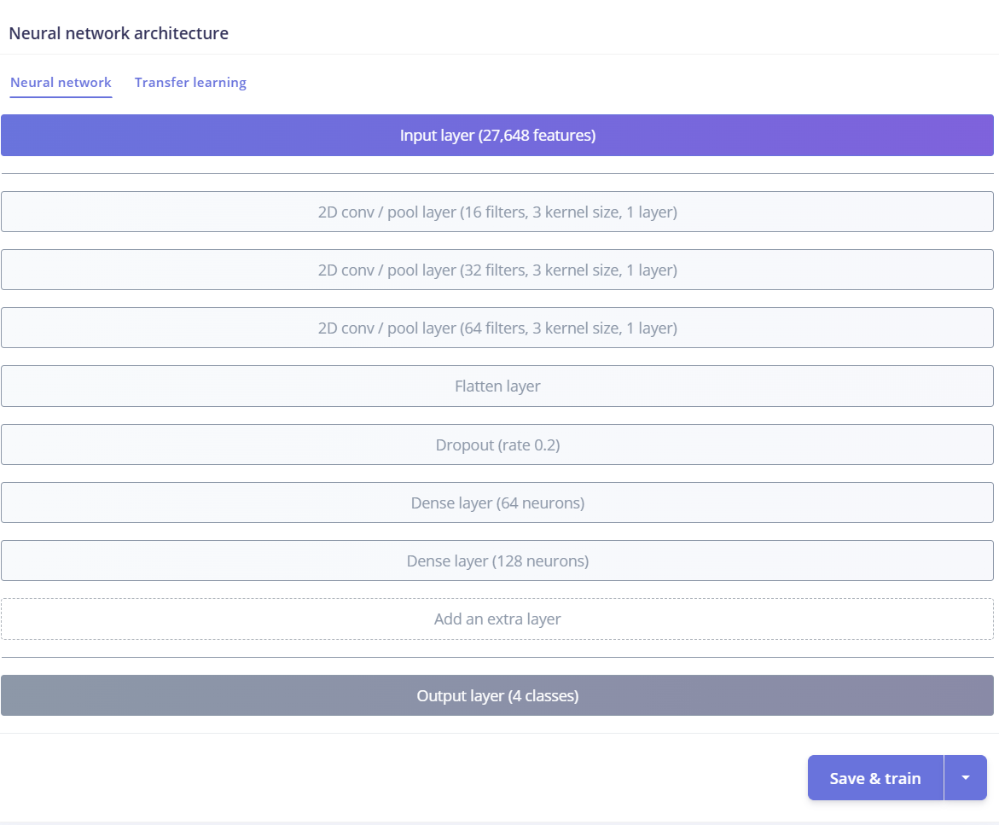 Neural network architecture
Neural network Transfer learning
Input layer (27,648 features)
2D conv / pool layer (16 filters, 3 kernel size, 1 layer)
2D conv / pool layer (32 filters, 3 kernel size, 1 layer)
2D conv / pool layer (64 filters, 3 kernel size, 1 layer)
Flatten layer
Dropout (rate 0.2)
Dense layer (64 neurons)
Dense layer (128 neurons)
Add an extra layer
Output layer (4 classes)
Save & train